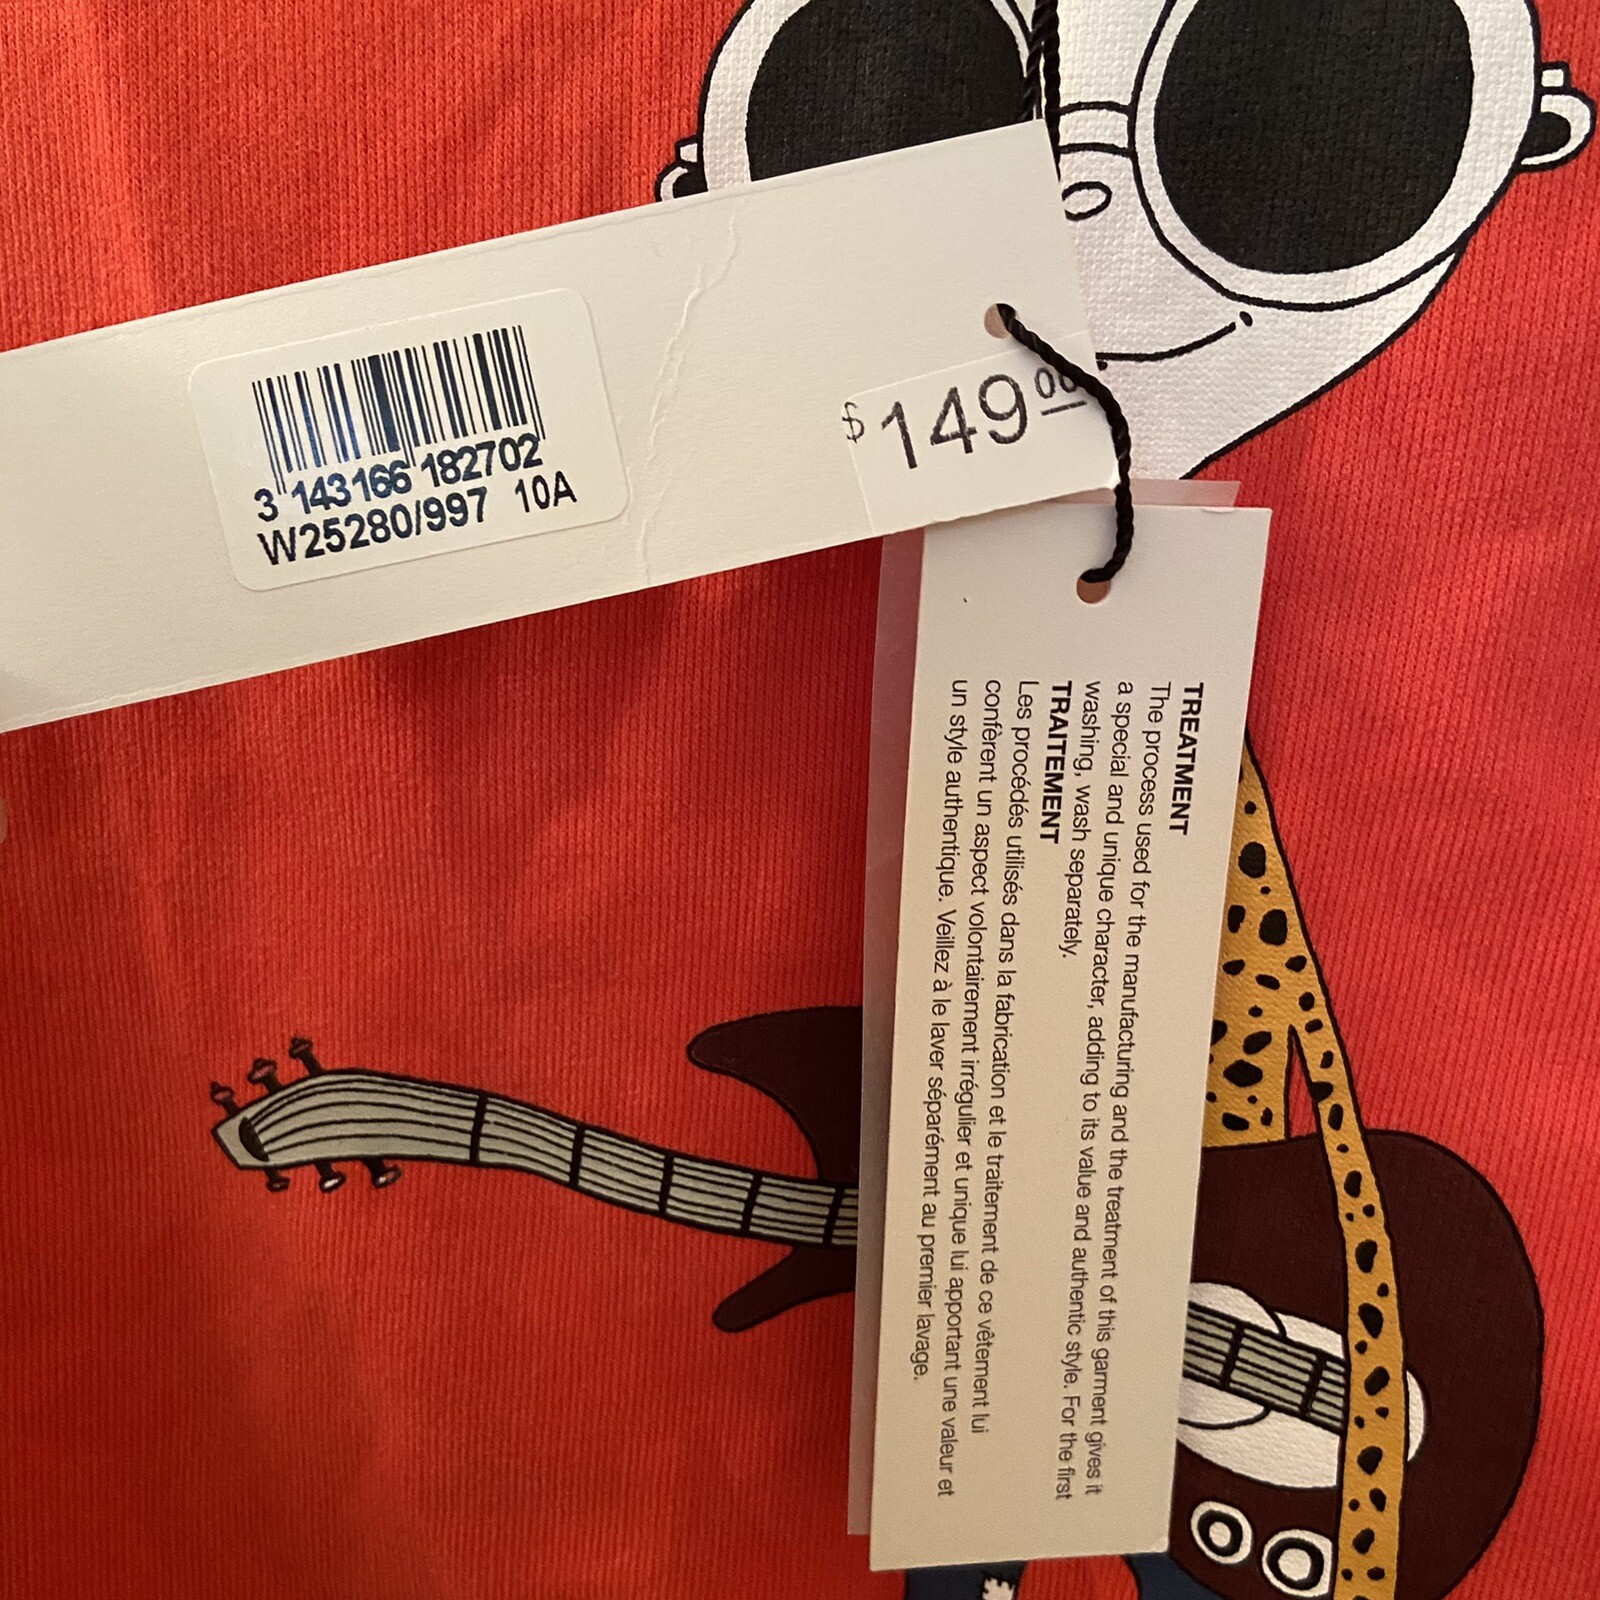 3 143166 182702
W25280/997 10A
$149.00
TREATMENT
The process used for the manufacturing and the treatment of this garment gives it
a special and unique character, adding to its value and authentic style. For the first
washing, wash separately.
TRAITEMENT
Les procédés utilisés dans la fabrication et le traitement de ce vêtement lui
confèrent un aspect volontairement irrégulier et unique lui apportant une valeur et
un style authentique. Veillez à le laver séparément au premier lavage.